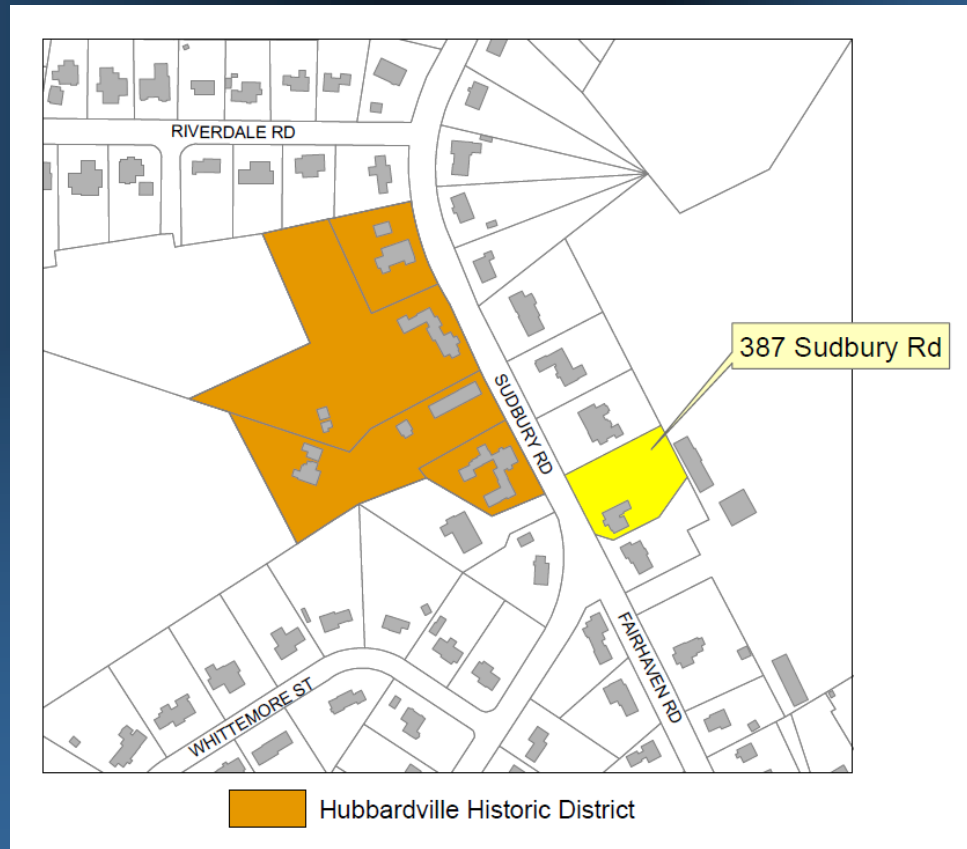 RIVERDALE RD
387 Sudbury Rd
SUDBURY RD
FAIRHAVEN RD
WHITTEMORE ST
Hubbardville Historic District